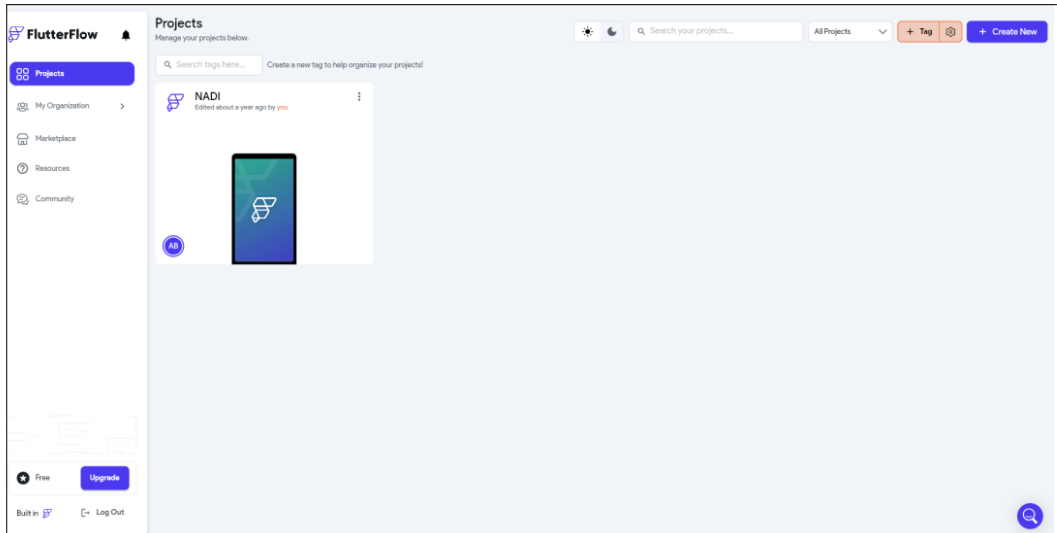 FlutterFlow
Projects
My Organization
Marketplace
Resources
Community
Free
Upgrade
Built in
Log Out
Projects
Manage your projects below.
Search your projects...
All Projects
+ Tag
+ Create New
Search tags here...
Create a new tag to help organize your projects!
NADI
Edited about a year ago by you
AB